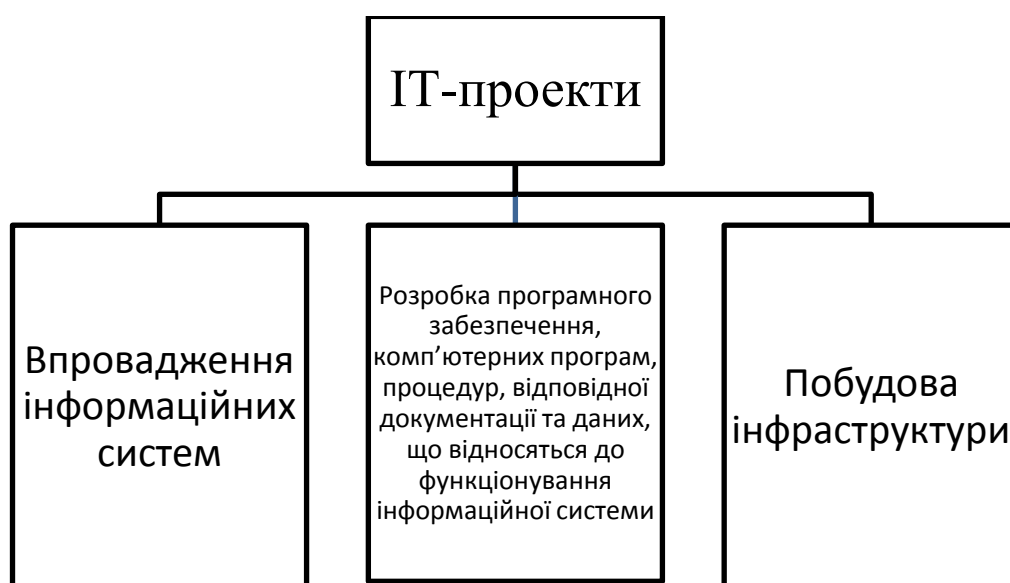 ІТ-проекти
Впровадження
інформаційних
систем
Розробка програмного
забезпечення,
комп’ютерних програм,
процедур, відповідної
документації та даних,
що відносяться до
функціонування
інформаційної системи
Побудова
інфраструктури